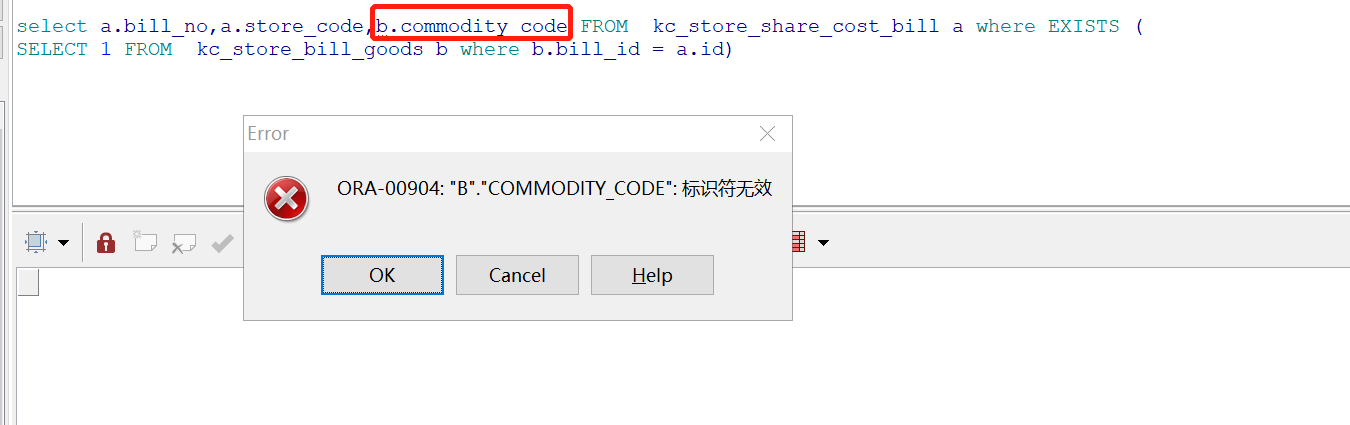 select a.bill_no,a.store_code,b.commodity_code FROM  kc_store_share_cost_bill a where EXISTS (
SELECT 1 FROM  kc_store_bill_goods b where b.bill_id = a.id)
Error
ORA-00904: "B"."COMMODITY_CODE": 标识符无效
OK
Cancel
Help